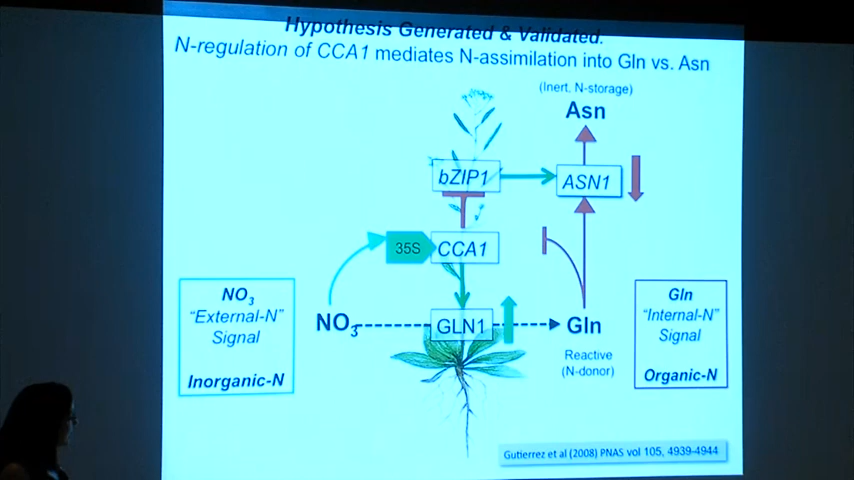 Hypothesis Generated & Validated.
N-regulation of CCA1 mediates N-assimilation into Gln vs. Asn
(Inert, N-storage)
Asn
bZIP1
ASN1
35S
CCA1
NO3
"External-N"
Signal
Inorganic-N
NO3
GLN1
Gln
Reactive
(N-donor)
Gln
"Internal-N"
Signal
Organic-N
Gutierrez et al (2008) PNAS vol 105, 4939-4944